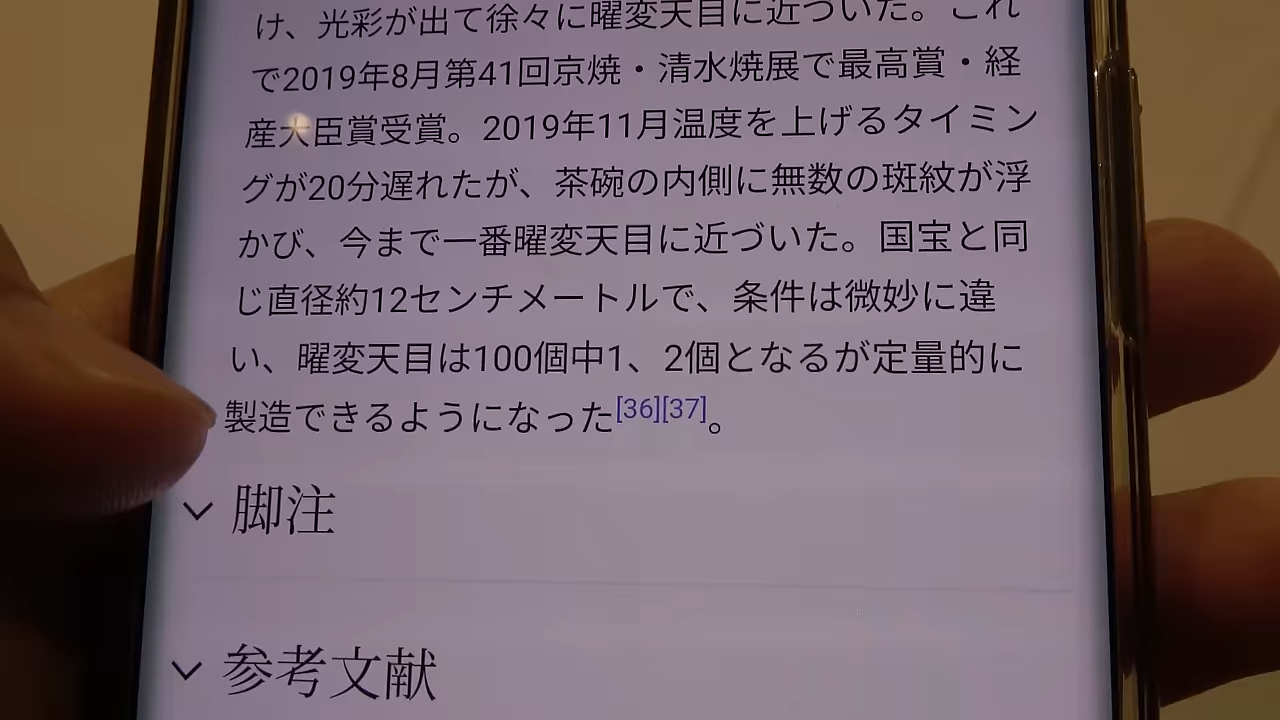 け、光彩が出て徐々に曜変天目に近づいた。これ
で2019年8月第41回京焼・清水焼展で最高賞・経
産大臣賞受賞。2019年11月温度を上げるタイミン
グが20分遅れたが、茶碗の内側に無数の斑紋が浮
かび、今まで一番曜変天目に近づいた。国宝と同
じ直径約12センチメートルで、条件は微妙に違
い、曜変天目は100個中1、2個となるが定量的に
製造できるようになった[36][37]。
脚注
参考文献